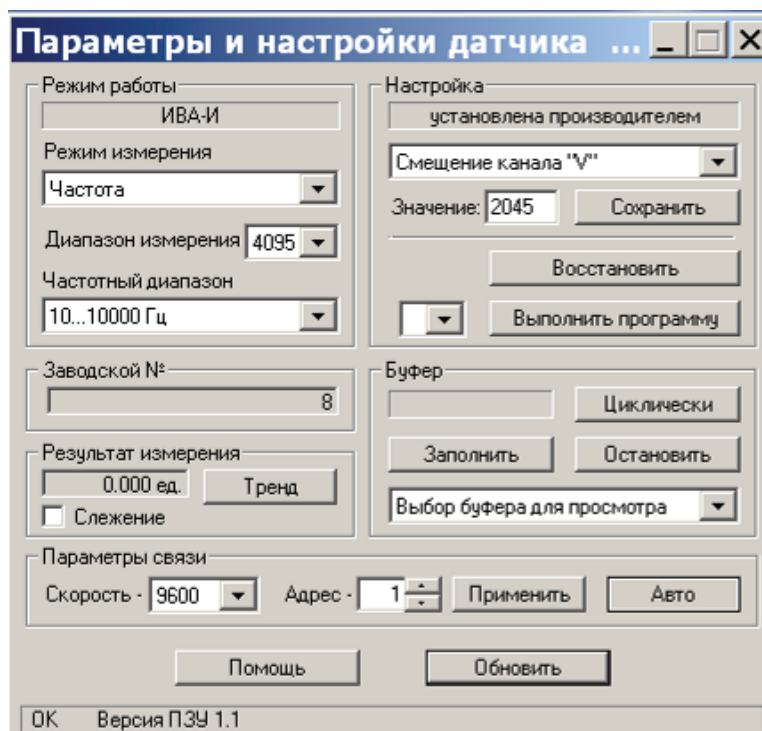 Параметры и настройки датчика ...
Режим работы
ИВА-И
Режим измерения
Частота
Диапазон измерения 4095
Частотный диапазон
10...10000 Гц
Настройка
установлена производителем
Смещение канала "V"
Значение: 2045 Сохранить
Восстановить
Выполнить программу
Заводской №
8
Результат измерения
0.000 ед. Тренд
Слежение
Буфер
Циклически
Заполнить Остановить
Выбор буфера для просмотра
Параметры связи
Скорость - 9600 Адрес - 1 Применить Авто
Помощь Обновить
OK Версия ПЗУ 1.1